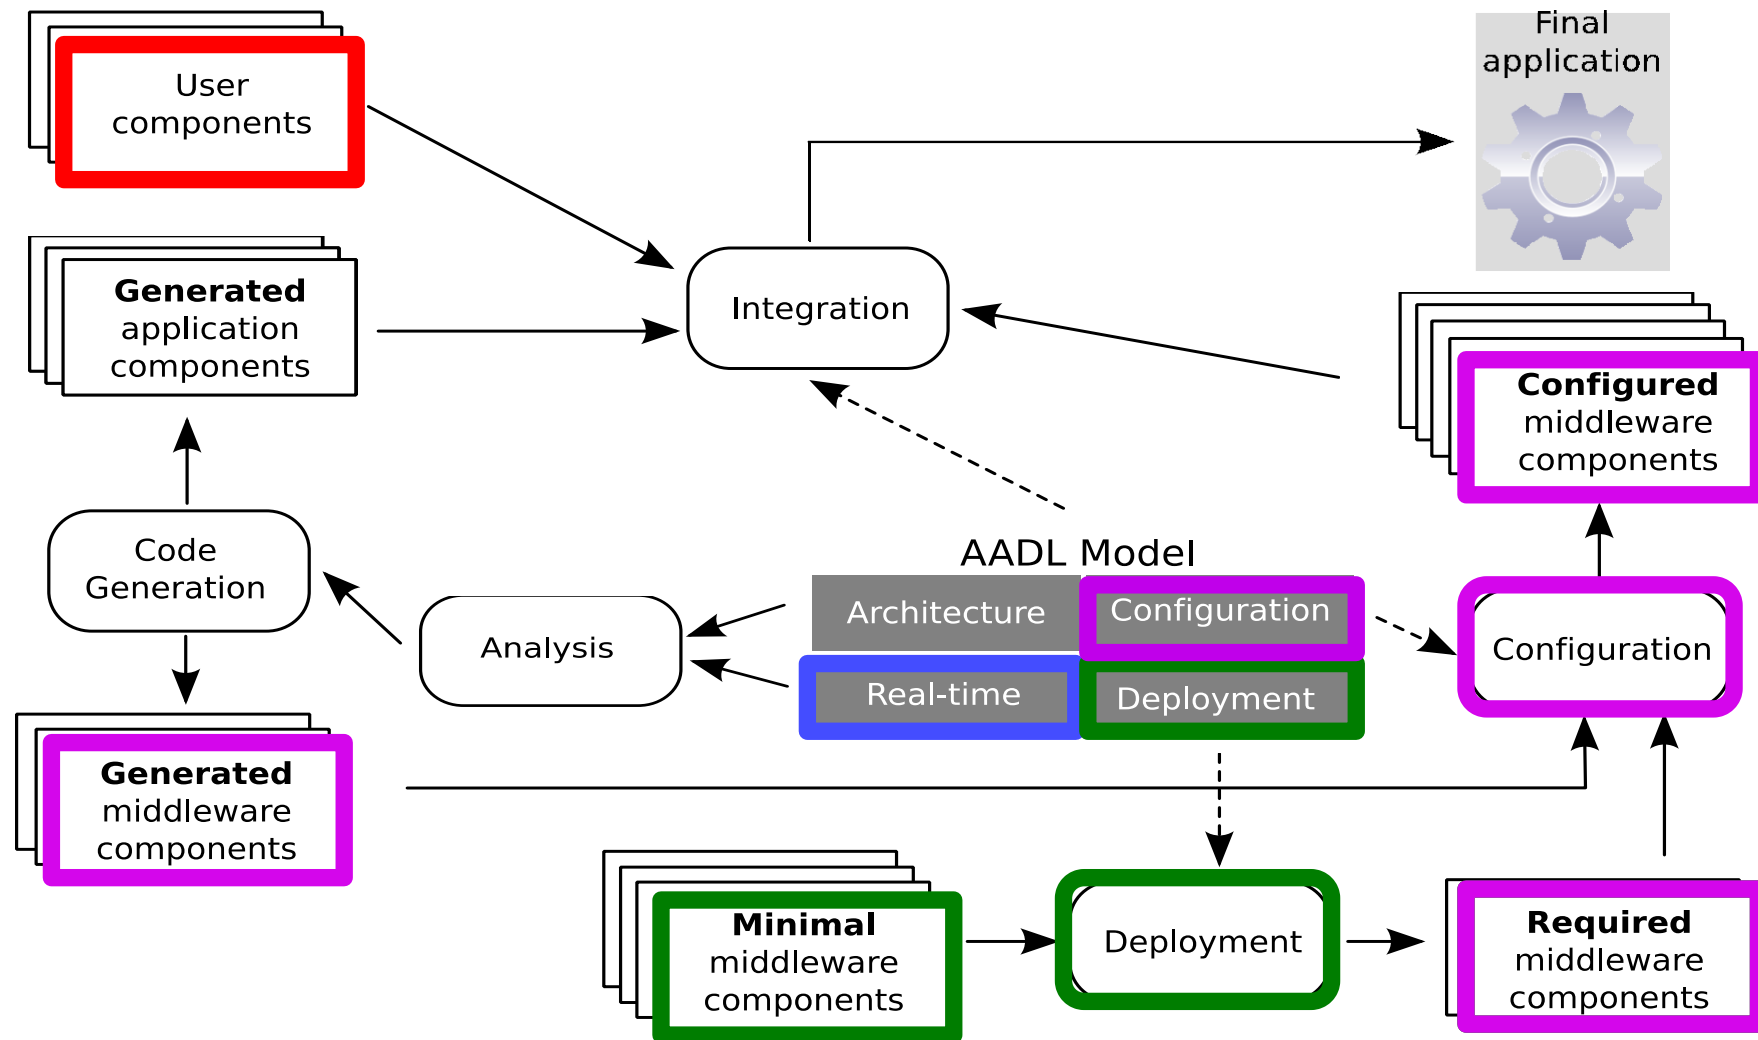 User
components
Final
application
Generated
application
components
Integration
Configured
middleware
components
Code
Generation
Analysis
AADL Model
Architecture
Configuration
Real-time
Deployment
Configuration
Generated
middleware
components
Minimal
middleware
components
Deployment
Required
middleware
components